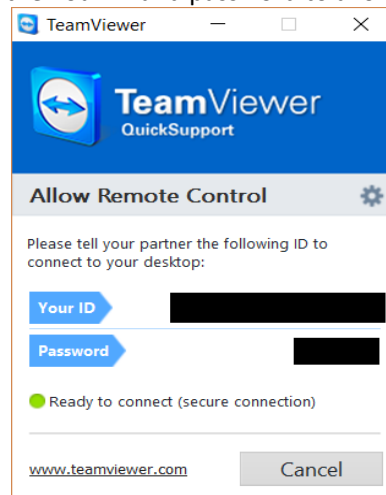 TeamViewer
TeamViewer
QuickSupport
Allow Remote Control
Please tell your partner the following ID to
connect to your desktop:
Your ID
Password
Ready to connect (secure connection)
www.teamviewer.com
Cancel